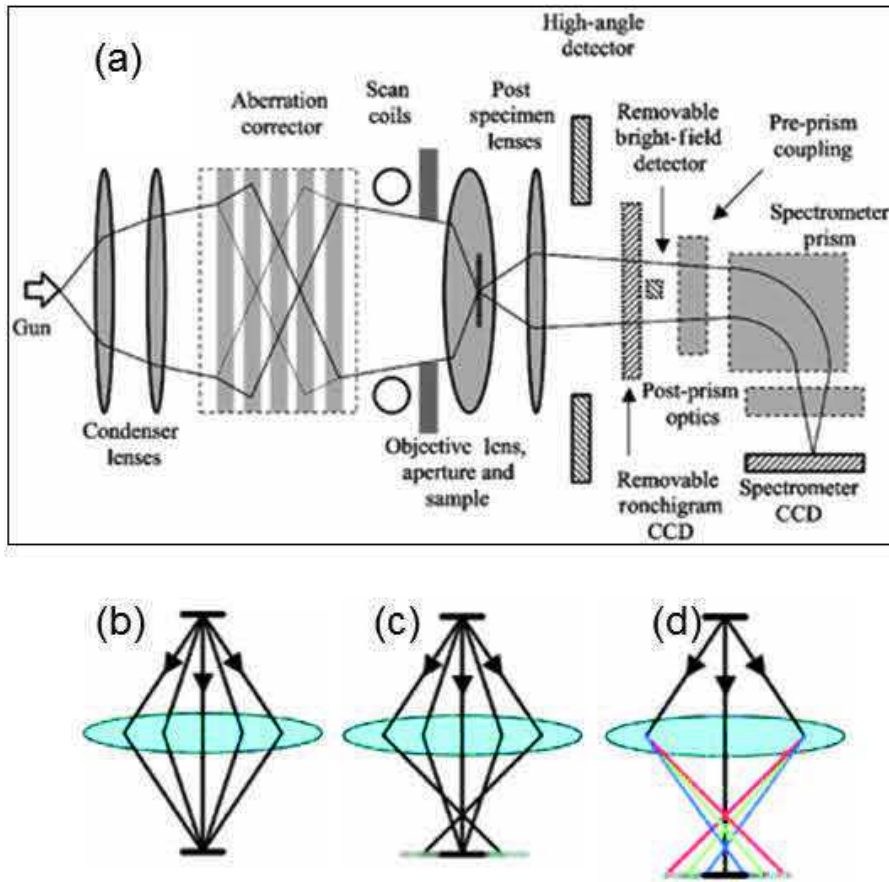 High-angle
detector
(a)
Aberration
corrector
Scan
coils
Post
specimen
lenses
Removable
bright-field
detector
Pre-prism
coupling
Spectrometer
prism
Gun
Condenser
lenses
Objective lens,
aperture and
sample
Post-prism
optics
Removable
ronchigram
CCD
Spectrometer
CCD
(b)
(c)
(d)